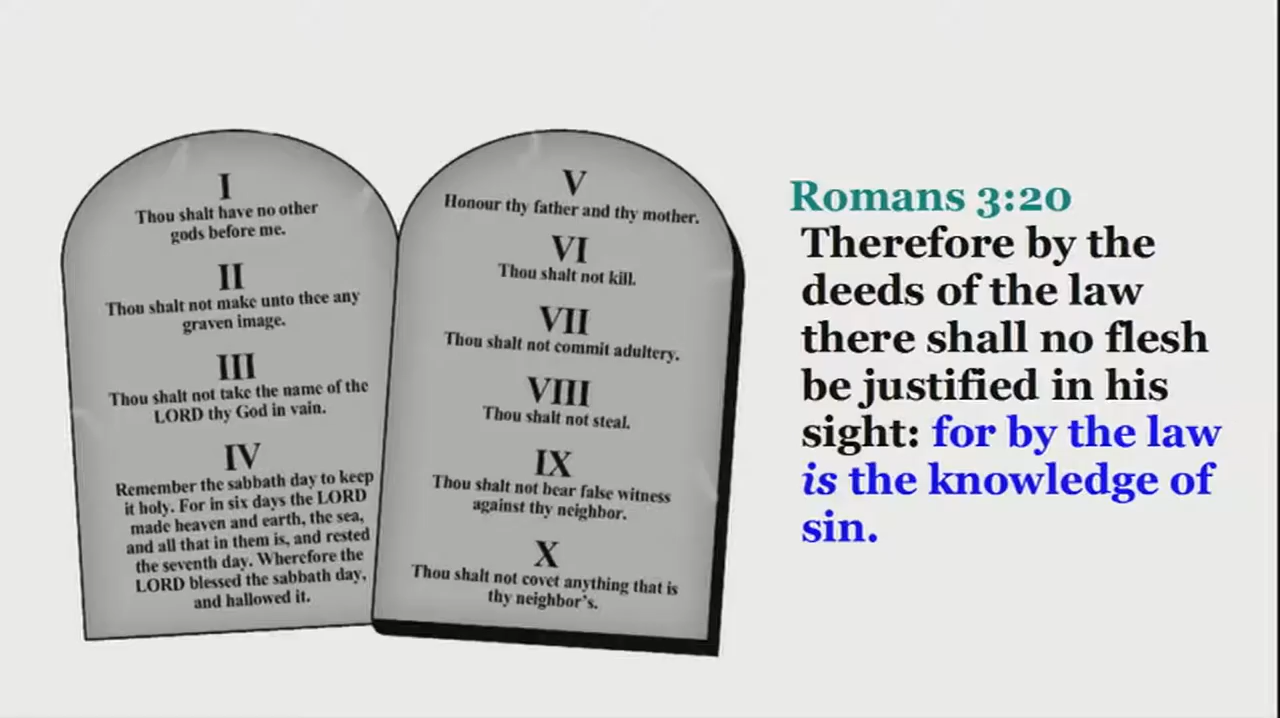 I
Thou shalt have no other
gods before me.
II
Thou shalt not make unto thee any
graven image.
III
Thou shalt not take the name of the
LORD thy God in vain.
IV
Remember the sabbath day to keep
it holy. For in six days the LORD
made heaven and earth, the sea,
and all that in them is, and rested
the seventh day. Wherefore the
LORD blessed the sabbath day,
and hallowed it.
V
Honour thy father and thy mother.
VI
Thou shalt not kill.
VII
Thou shalt not commit adultery.
VIII
Thou shalt not steal.
IX
Thou shalt not bear false witness
against thy neighbor.
X
Thou shalt not covet anything that is
thy neighbor's.
Romans 3:20
Therefore by the
deeds of the law
there shall no flesh
be justified in his
sight: for by the law
is the knowledge of
sin.